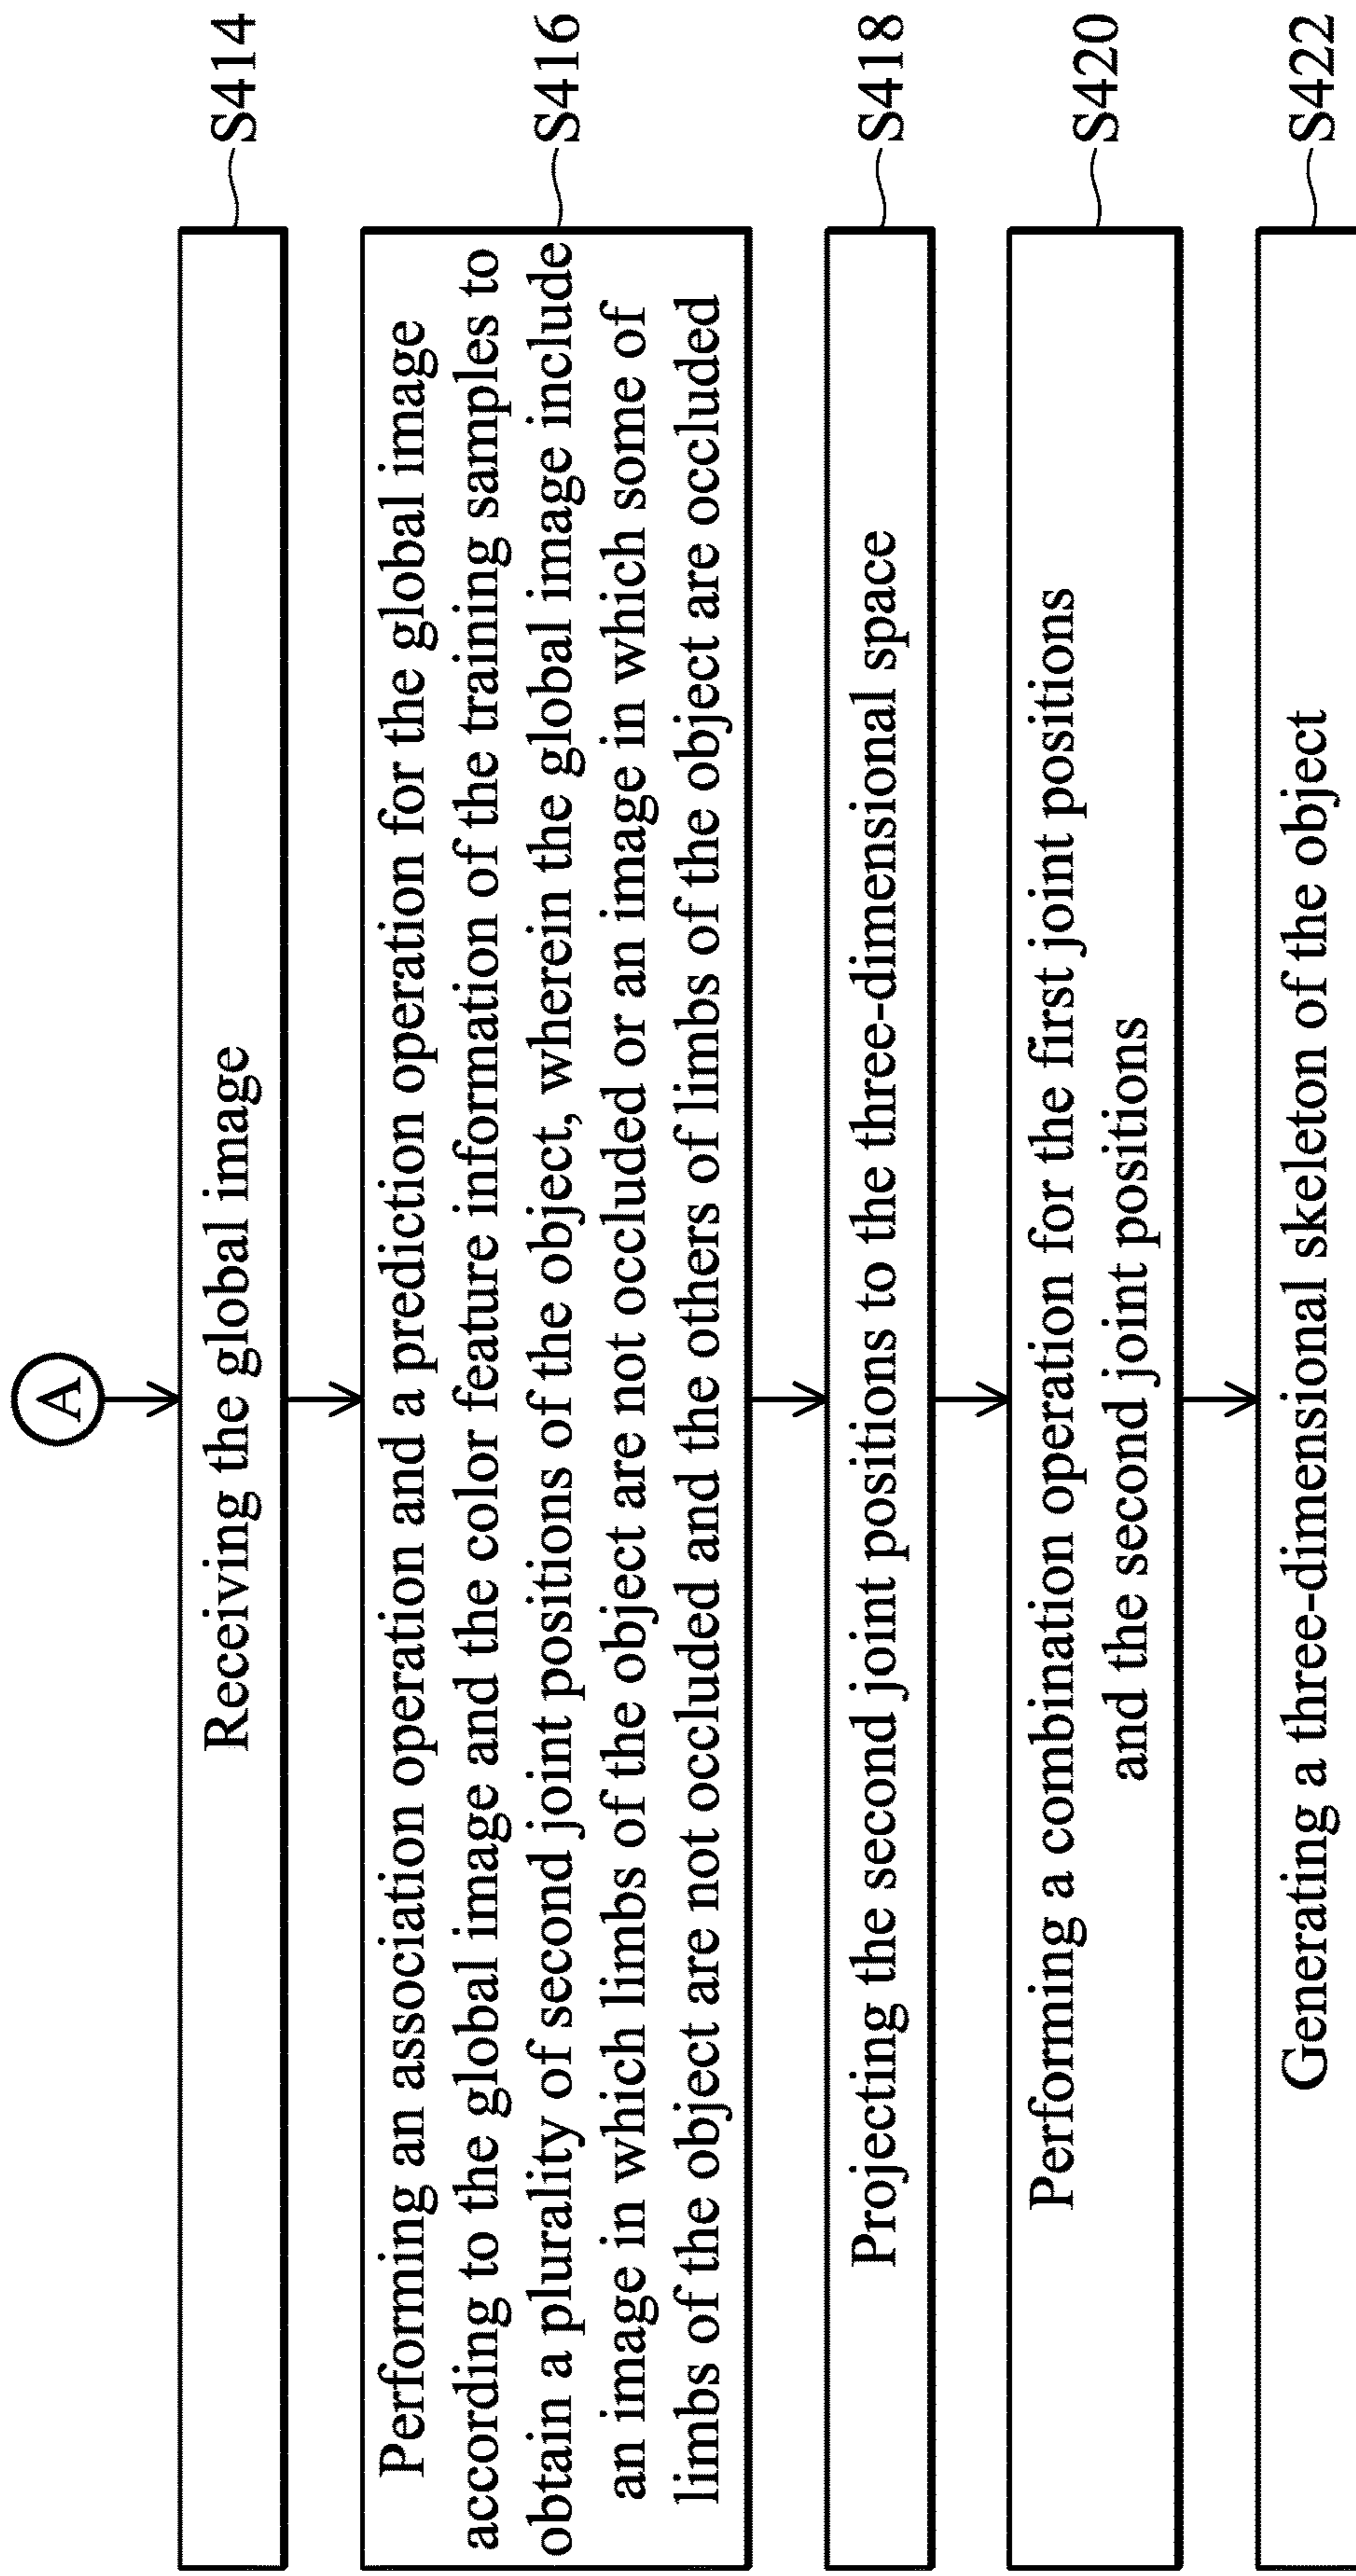 A
Receiving the global image
S414
Performing an association operation and a prediction operation for the global image
according to the global image and the color feature information of the training samples to
obtain a plurality of second joint positions of the object, wherein the global image include
an image in which limbs of the object are not occluded or an image in which some of
limbs of the object are not occluded and the others of limbs of the object are occluded
S416
Projecting the second joint positions to the three-dimensional space
S418
Performing a combination operation for the first joint positions
and the second joint positions
S420
Generating a three-dimensional skeleton of the object
S422